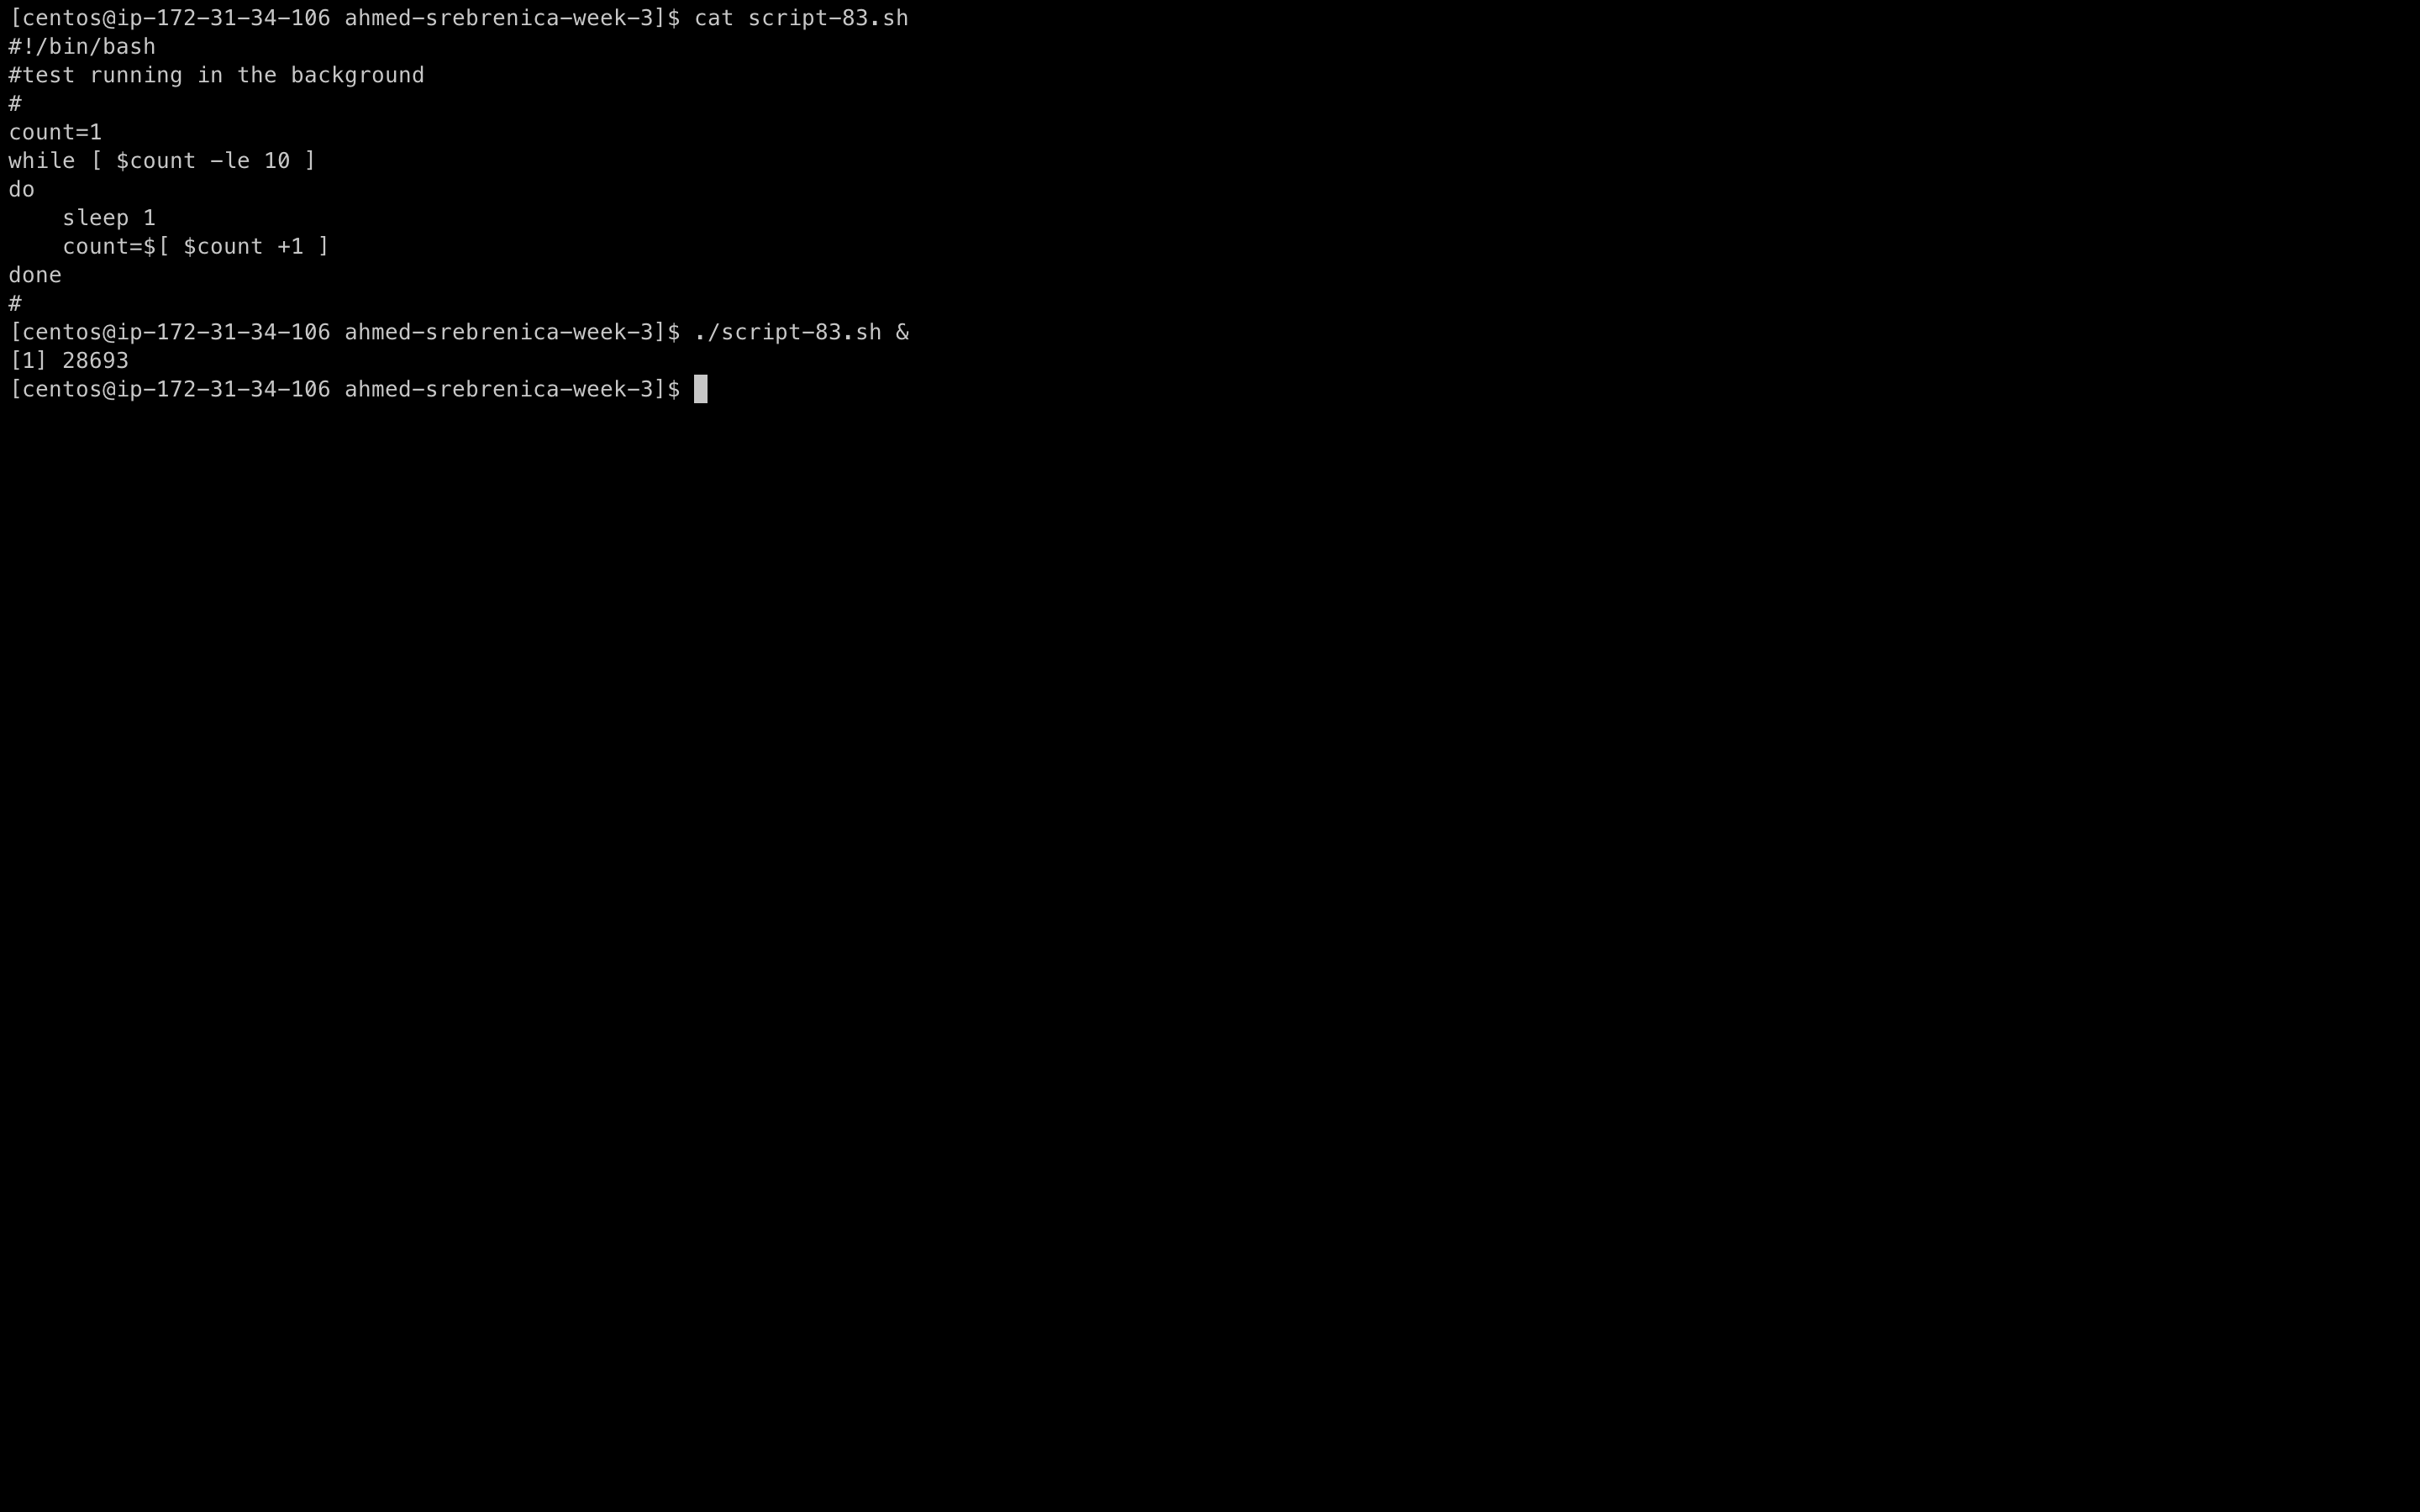 [centos@ip-172-31-34-106 ahmed-srebrenica-week-3]$ cat script-83.sh
#!/bin/bash
#test running in the background
#
count=1
while [ $count -le 10 ]
do
    sleep 1
    count=$[ $count +1 ]
done
#
[centos@ip-172-31-34-106 ahmed-srebrenica-week-3]$ ./script-83.sh &
[1] 28693
[centos@ip-172-31-34-106 ahmed-srebrenica-week-3]$